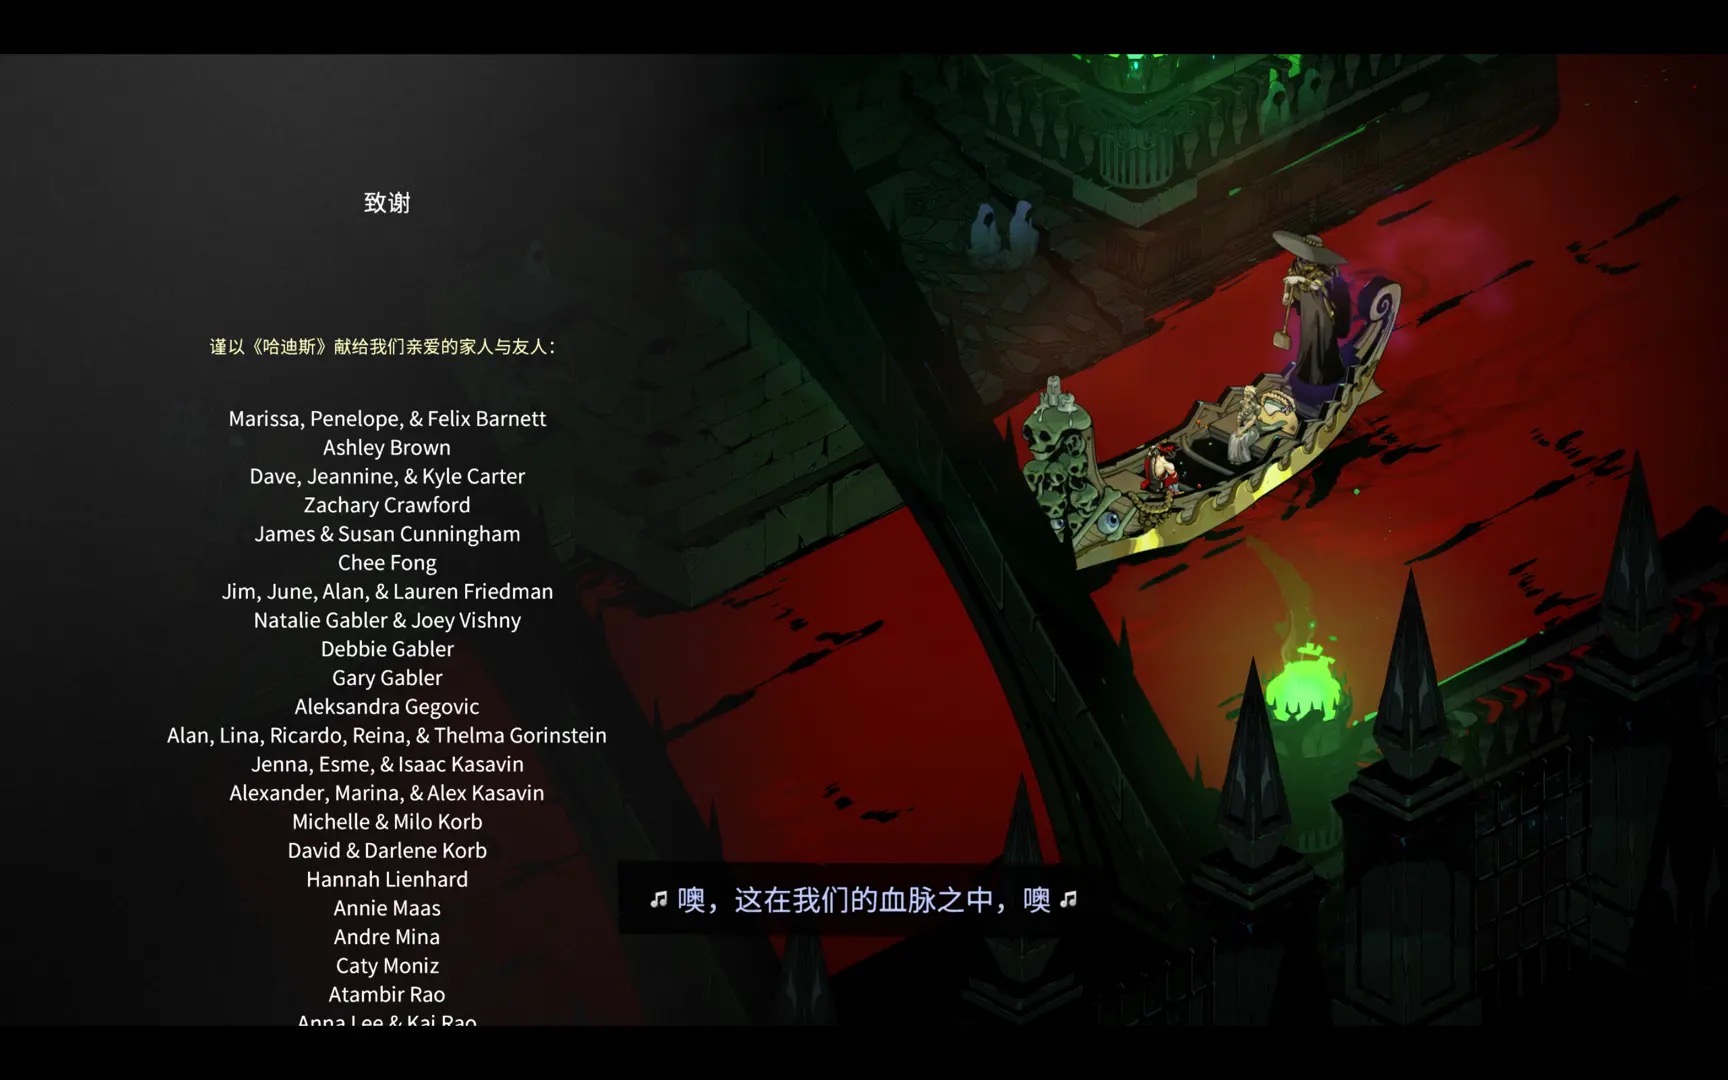 致谢
谨以《哈迪斯》献给我们亲爱的家人与友人：
Marissa, Penelope, & Felix Barnett
Ashley Brown
Dave, Jeannine, & Kyle Carter
Zachary Crawford
James & Susan Cunningham
Chee Fong
Jim, June, Alan, & Lauren Friedman
Natalie Gabler & Joey Vishny
Debbie Gabler
Gary Gabler
Aleksandra Gegovic
Alan, Lina, Ricardo, Reina, & Thelma Gorinstein
Jenna, Esme, & Isaac Kasavin
Alexander, Marina, & Alex Kasavin
Michelle & Milo Korb
David & Darlene Korb
Hannah Lienhard
Annie Maas
Andre Mina
Caty Moniz
Atambir Rao
Anna Lee & Kai Rao
♫ 噢，这在我们的血脉之中，噢 ♫